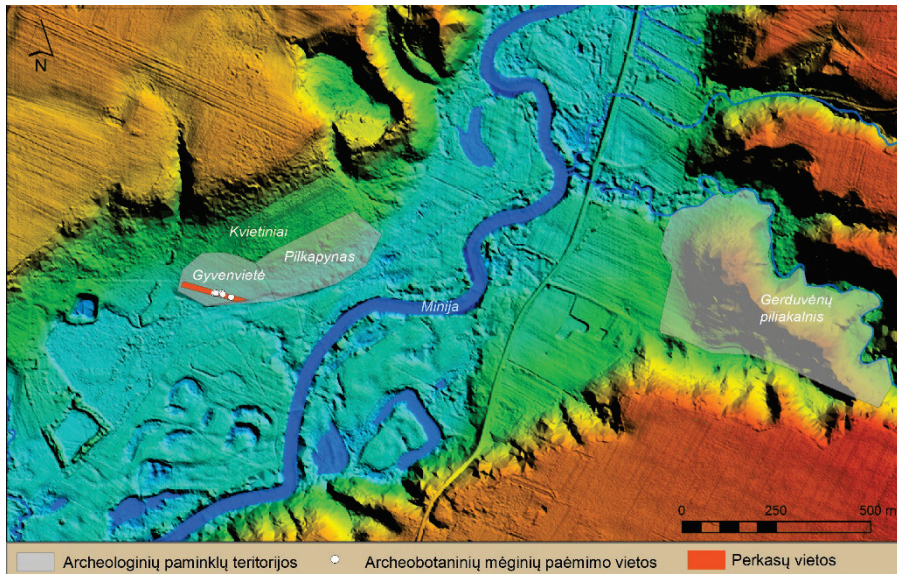 N
Kvietiniai
Pilkapynas
Gyvenvietė
Minija
Gerduvėnų
piliakalnis
0 250 500 m
Archeologinių paminklų teritorijos
Archeobotaninių mėginių paėmimo vietos
Perkasų vietos